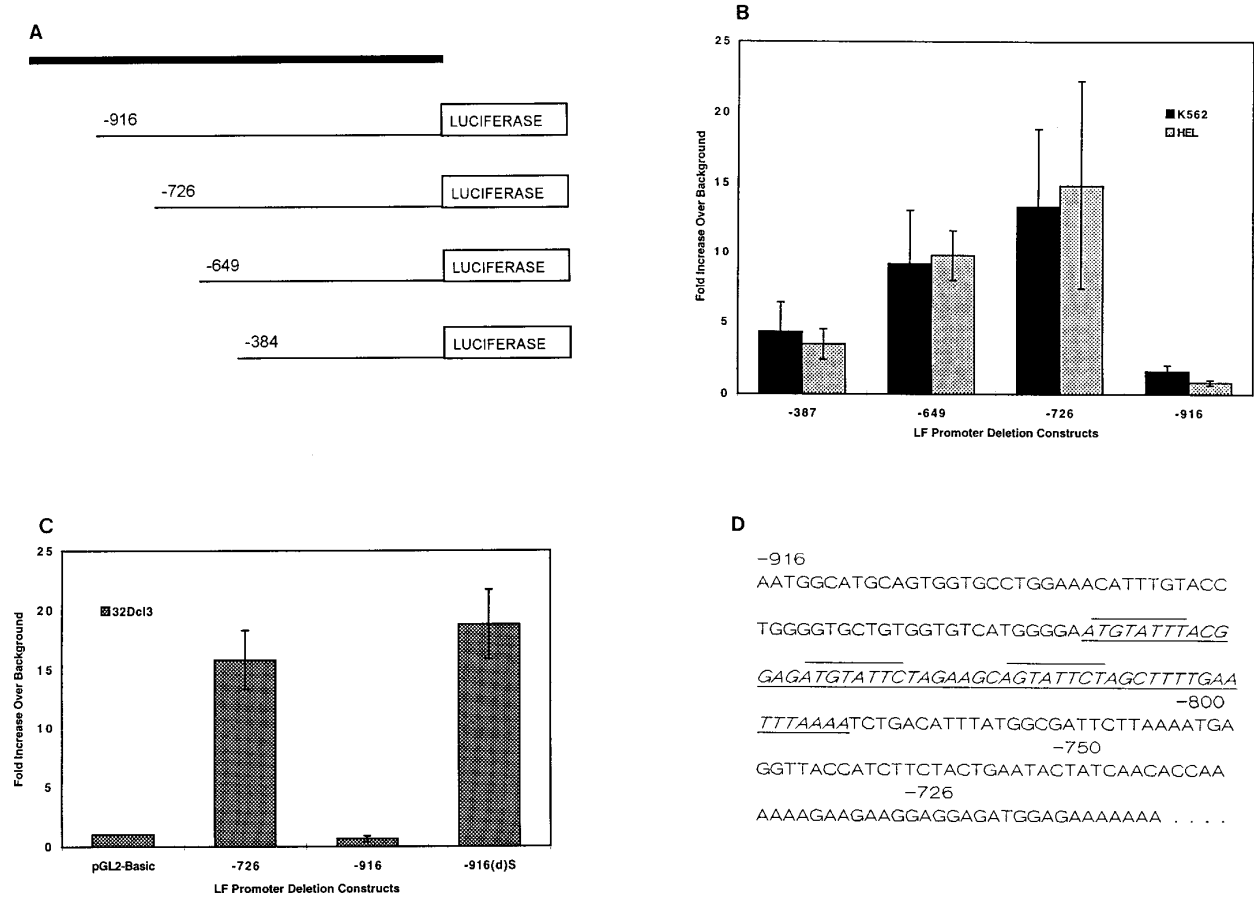 A
-916
LUCIFERASE
-726
LUCIFERASE
-649
LUCIFERASE
-384
LUCIFERASE
B
Fold Increase Over Background
25
20
15
10
5
0
K562
HEL
-387
-649
-726
-916
LF Promoter Deletion Constructs
C
Fold Increase Over Background
25
20
15
10
5
0
32Dcl3
pGL2-Basic
-726
-916
-916(d)S
LF Promoter Deletion Constructs
D
-916
AATGGCATGCAGTGGTGCCTGGAAACATTTGTACC
TGGGGTGCTGTGGTGTCATGGGGAATGTATTTACG
GAGATGTATTCTAGAAGCAGTATTCTAGCTTTTGAA
-800
TTTAAAATCTGACATTTATGGCGATTCTTAAAATGA
-750
GGTTACCATCTTCTACTGAATACTATCAACACCAA
-726
AAAAGAAGAAGGAGGAGATGGAGAAAAAAA ....